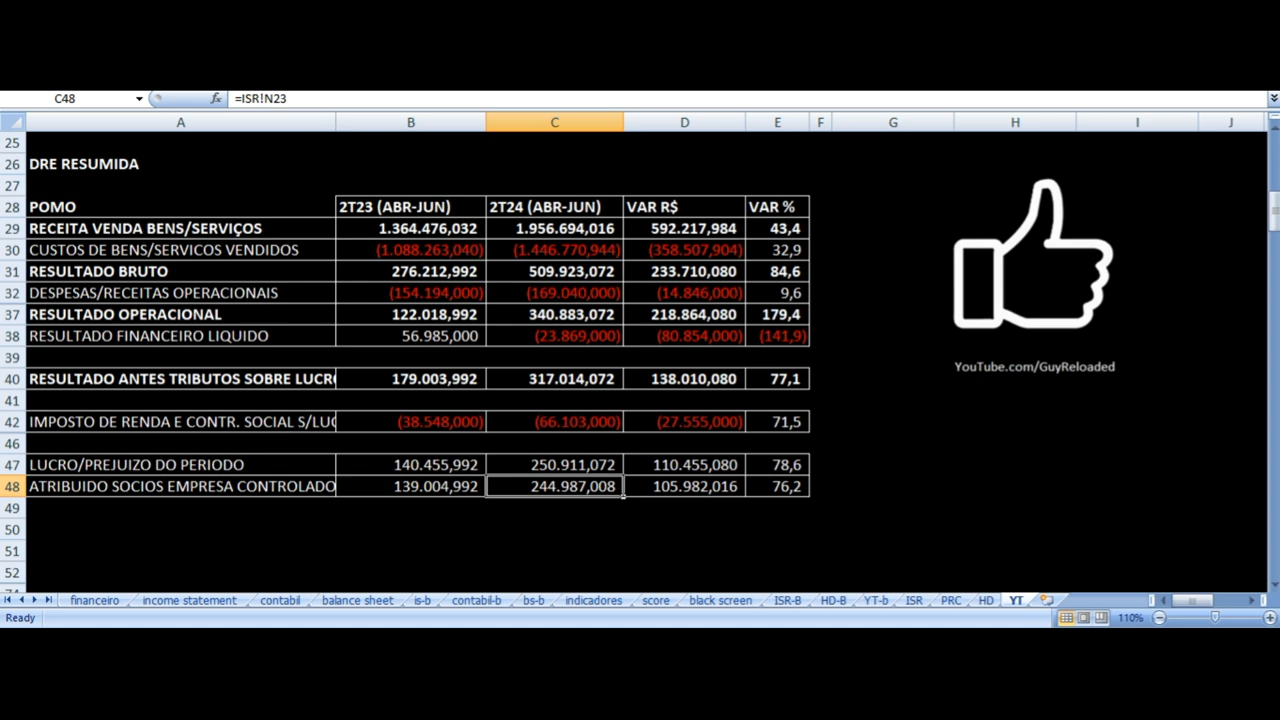 C48 fx =ISR!N23
A B C D E F G H I J
25
26 DRE RESUMIDA
27
28 POMO 2T23 (ABR-JUN) 2T24 (ABR-JUN) VAR R$ VAR %
29 RECEITA VENDA BENS/SERVIÇOS 1.364.476,032 1.956.694,016 592.217,984 43,4
30 CUSTOS DE BENS/SERVICOS VENDIDOS (1.088.263,040) (1.446.770,944) (358.507,904) 32,9
31 RESULTADO BRUTO 276.212,992 509.923,072 233.710,080 84,6
32 DESPESAS/RECEITAS OPERACIONAIS (154.194,000) (169.040,000) (14.846,000) 9,6
37 RESULTADO OPERACIONAL 122.018,992 340.883,072 218.864,080 179,4
38 RESULTADO FINANCEIRO LIQUIDO 56.985,000 (23.869,000) (80.854,000) (141,9)
YouTube.com/GuyReloaded
39
40 RESULTADO ANTES TRIBUTOS SOBRE LUCR 179.003,992 317.014,072 138.010,080 77,1
41
42 IMPOSTO DE RENDA E CONTR. SOCIAL S/LUC (38.548,000) (66.103,000) (27.555,000) 71,5
46
47 LUCRO/PREJUIZO DO PERIODO 140.455,992 250.911,072 110.455,080 78,6
48 ATRIBUIDO SOCIOS EMPRESA CONTROLADO 139.004,992 244.987,008 105.982,016 76,2
49
50
51
52
financeiro income statement contabil balance sheet is-b contabil-b bs-b indicadores score black screen ISR-B HD-B YT-b ISR PRC HD YT
Ready 110%